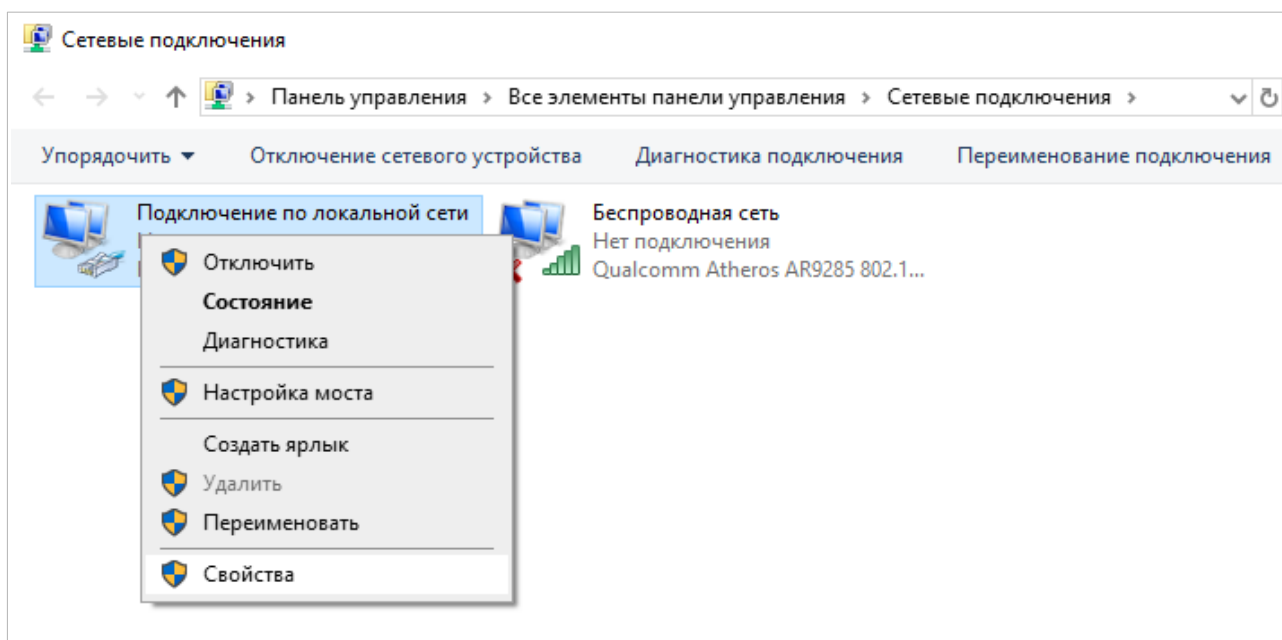 Сетевые подключения
Панель управления > Все элементы панели управления > Сетевые подключения >
Упорядочить Отключение сетевого устройства Диагностика подключения Переименование подключения
Подключение по локальной сети
Беспроводная сеть
Нет подключения
Qualcomm Atheros AR9285 802.1...
Отключить
Состояние
Диагностика
Настройка моста
Создать ярлык
Удалить
Переименовать
Свойства